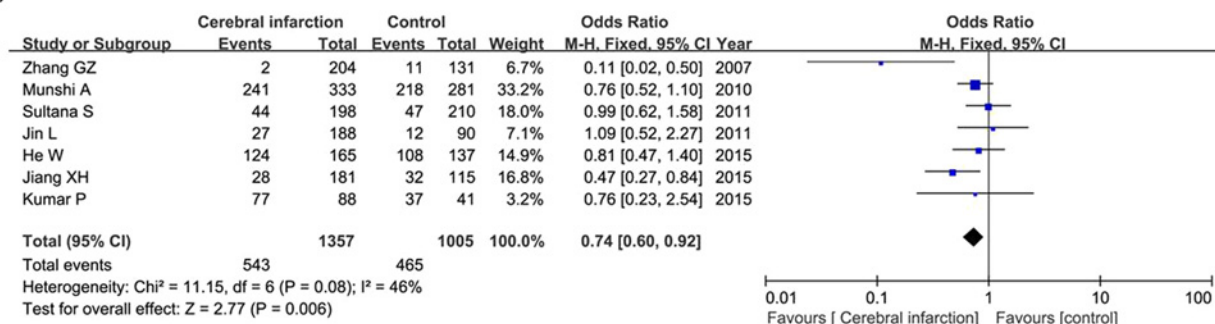 Cerebral infarction Control Odds Ratio Odds Ratio
Study or Subgroup Events Total Events Total Weight M-H, Fixed, 95% CI Year M-H, Fixed, 95% CI
Zhang GZ 2 204 11 131 6.7% 0.11 [0.02, 0.50] 2007
Munshi A 241 333 218 281 33.2% 0.76 [0.52, 1.10] 2010
Sultana S 44 198 47 210 18.0% 0.99 [0.62, 1.58] 2011
Jin L 27 188 12 90 7.1% 1.09 [0.52, 2.27] 2011
He W 124 165 108 137 14.9% 0.81 [0.47, 1.40] 2015
Jiang XH 28 181 32 115 16.8% 0.47 [0.27, 0.84] 2015
Kumar P 77 88 37 41 3.2% 0.76 [0.23, 2.54] 2015
Total (95% CI) 1357 1005 100.0% 0.74 [0.60, 0.92]
Total events 543 465
Heterogeneity: Chi² = 11.15, df = 6 (P = 0.08); I² = 46%
Test for overall effect: Z = 2.77 (P = 0.006)
0.01 0.1 1 10 100
Favours [ Cerebral infarction] Favours [control]